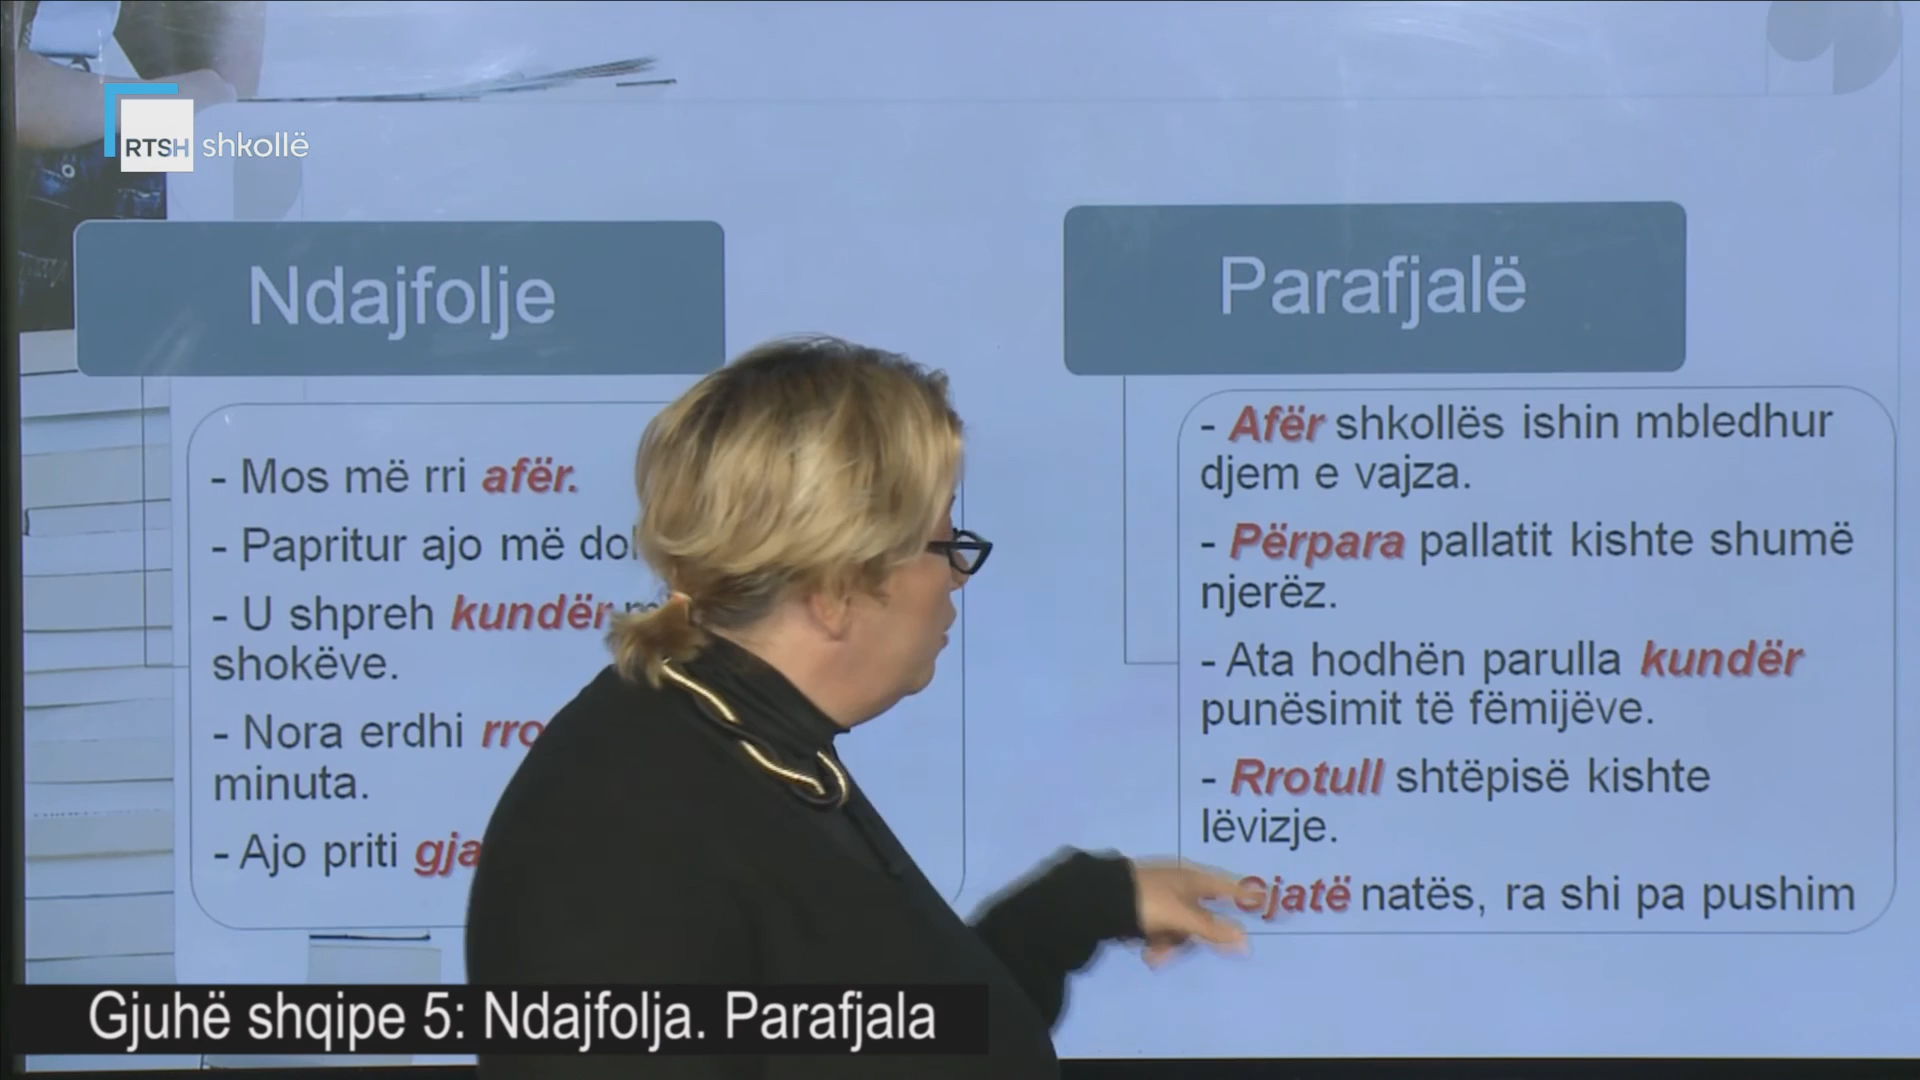 RTSH shkollë
Ndajfolje
- Mos më rri afër.
- Papritur ajo më
- U shpreh kundër
shokëve.
- Nora erdhi
minuta.
- Ajo priti
Parafjalë
- Afër shkollës ishin mbledhur
djem e vajza.
- Përpara pallatit kishte shumë
njerëz.
- Ata hodhën parulla kundër
punësimit të fëmijëve.
- Rrotull shtëpisë kishte
lëvizje.
- Gjatë natës, ra shi pa pushim
Gjuhë shqipe 5: Ndajfolja. Parafjala